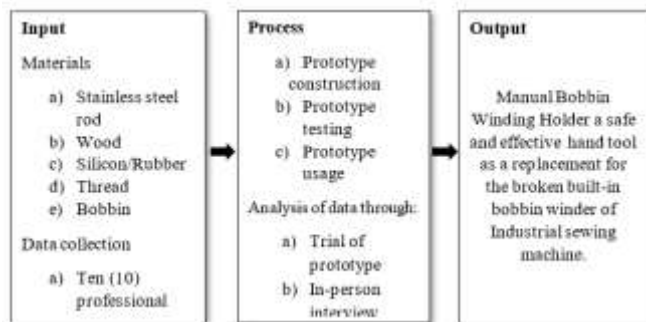 Input
Materials
a) Stainless steel
rod
b) Wood
c) Silicon/Rubber
d) Thread
e) Bobbin
Data collection
a) Ten (10)
professional
Process
a) Prototype
construction
b) Prototype
testing
c) Prototype
usage
Analysis of data through:
a) Trial of
prototype
b) In-person
interview
Output
Manual Bobbin
Winding Holder a safe
and effective hand tool
as a replacement for
the broken built-in
bobbin winder of
Industrial sewing
machine.